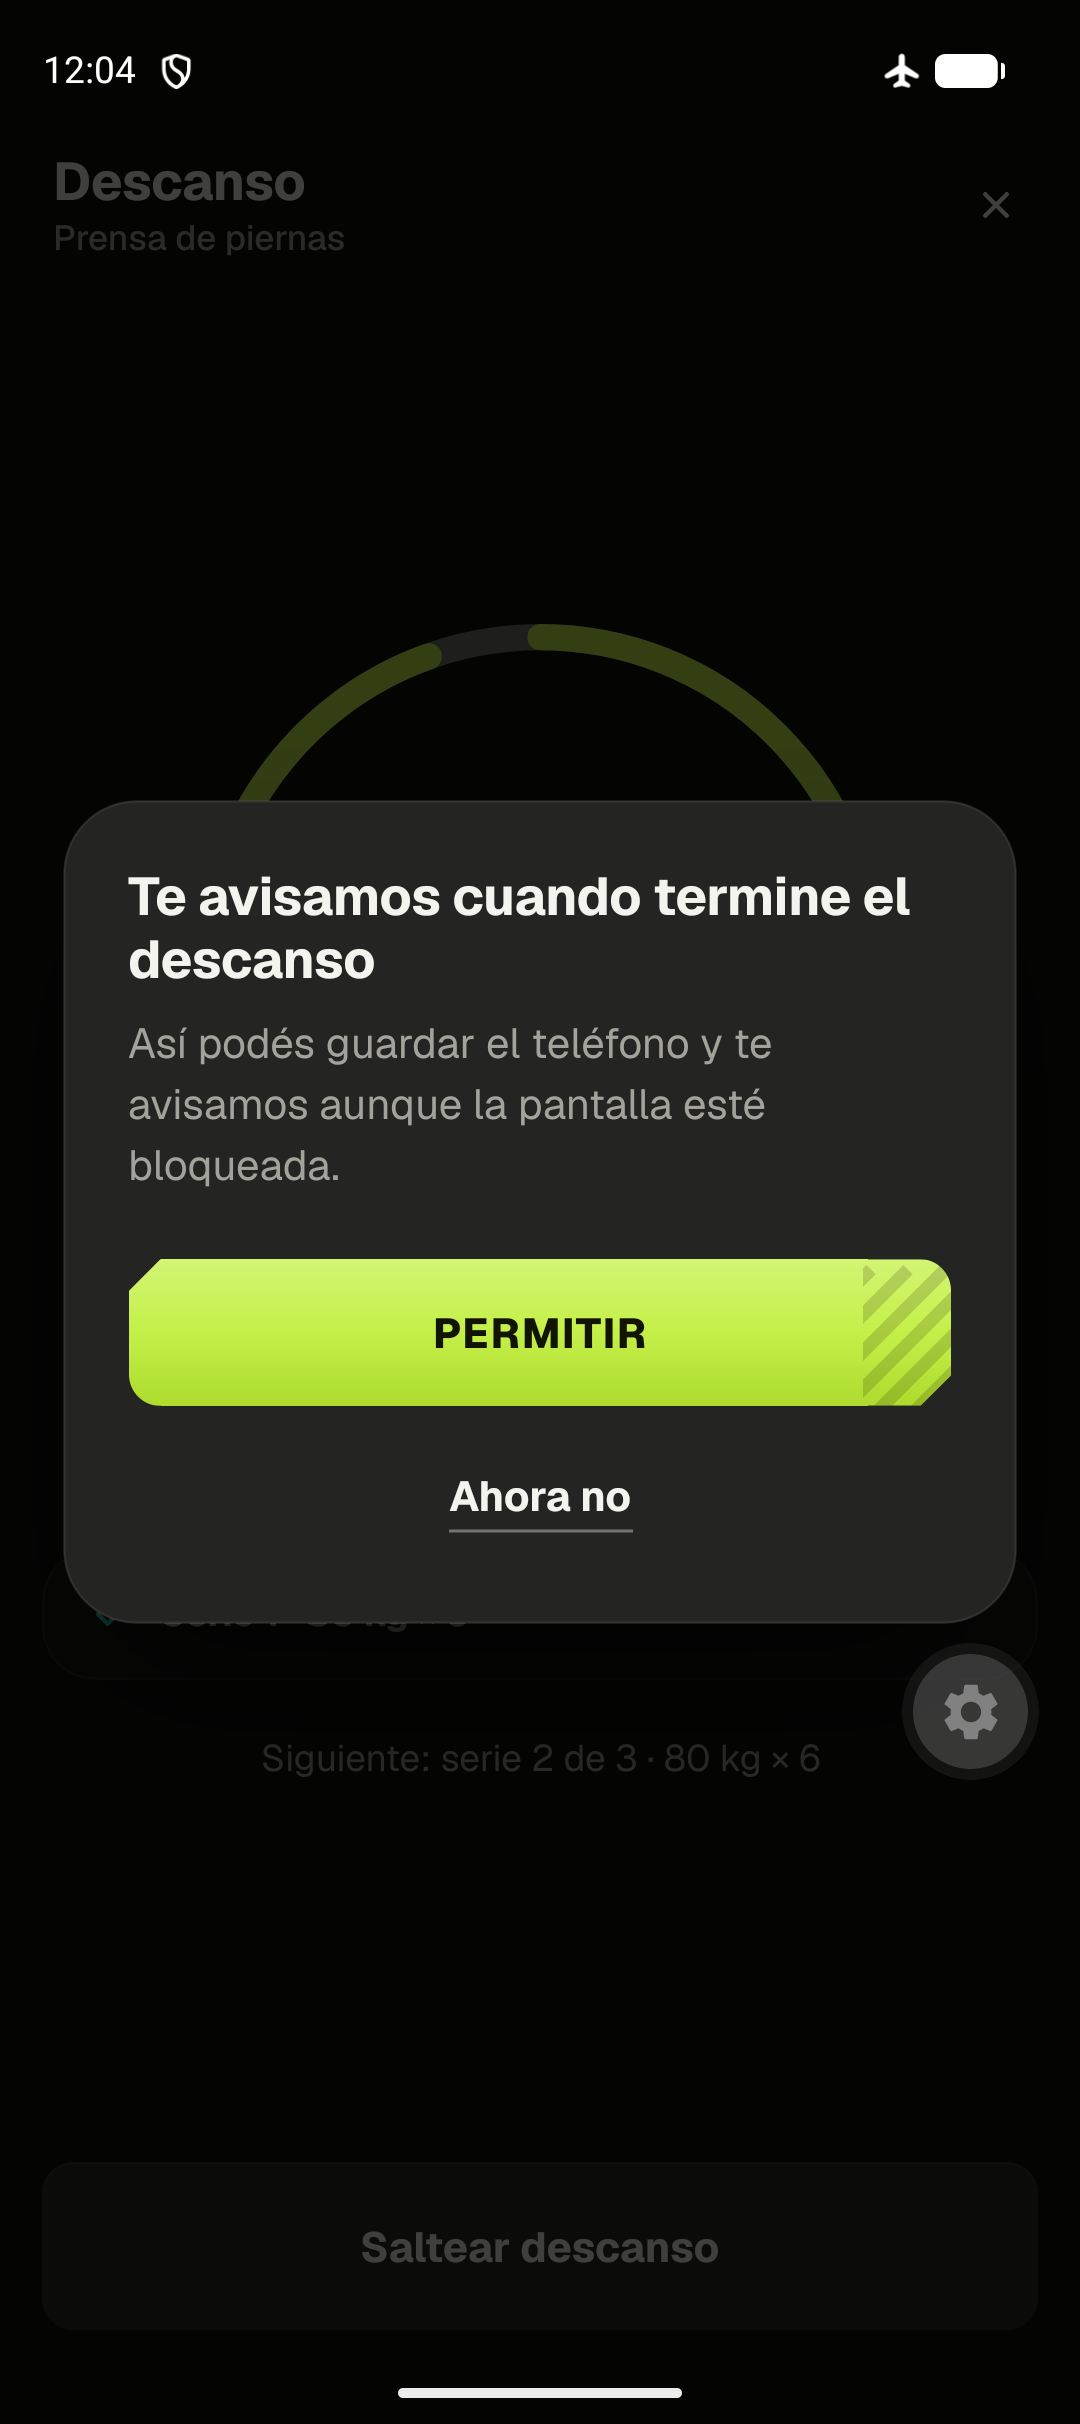 12:04
Descanso
Prensa de piernas
Te avisamos cuando termine el
descanso
Así podés guardar el teléfono y te
avisamos aunque la pantalla esté
bloqueada.
PERMITIR
Ahora no
Siguiente: serie 2 de 3 · 80 kg × 6
Saltear descanso